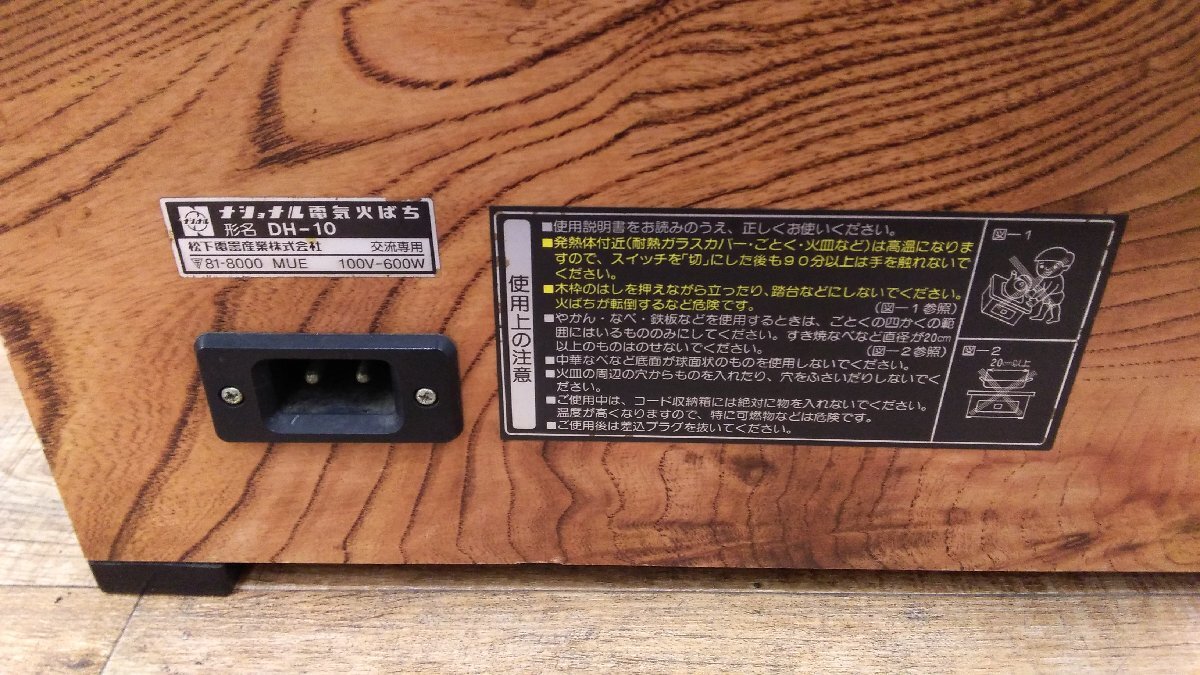 ナショナル
ナショナル電気火ばち
形名 DH-10
松下電器産業株式会社 交流専用
81-8000 MUE 100V-600W
使用上の注意
■使用説明書をお読みのうえ、正しくお使いください。
■発熱体付近(耐熱ガラスカバー・ごとく・火皿など)は高温になりま
すので、スイッチを「切」にした後も90分以上は手を触れないで
ください。
■木枠のはしを押えながら立ったり、踏台などにしないでください。
火ばちが転倒するなど危険です。 (図-1参照)
■やかん・なべ・鉄板などを使用するときは、ごとくの四かくの範
囲にはいるもののみにしてください。すき焼なべなど直径が20cm
以上のものはのせないでください。 (図-2参照)
■中華なべなど底面が球面状のものを使用しないでください。
■火皿の周辺の穴からものを入れたり、穴をふさいだりしないでく
ださい。
■ご使用中は、コード収納箱には絶対に物を入れないでください。
温度が高くなりますので、特に可燃物などは危険です。
■ご使用後は差込プラグを抜いてください。
図-1
図-2
20cm以上